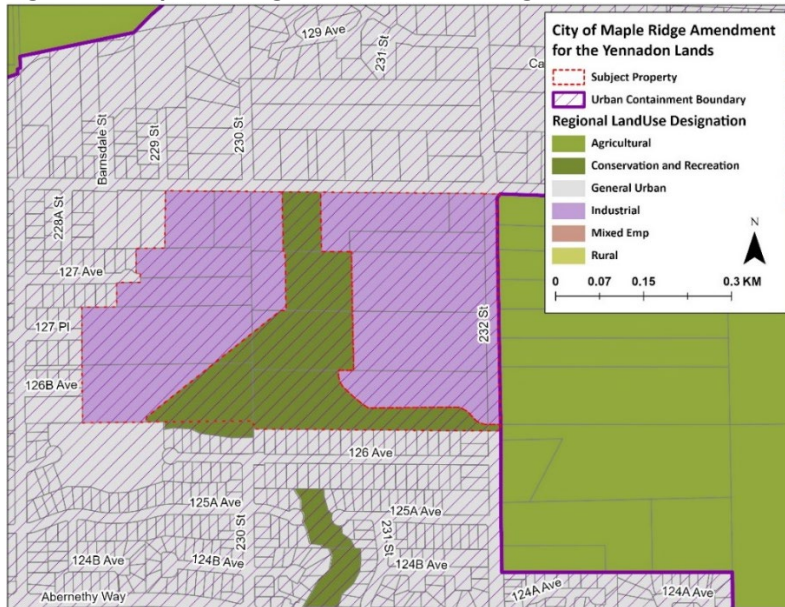 City of Maple Ridge Amendment
for the Yennadon Lands
Subject Property
Urban Containment Boundary
Regional LandUse Designation
Agricultural
Conservation and Recreation
General Urban
Industrial
Mixed Emp
Rural
N
0 0.07 0.15 0.3 KM
129 Ave
231 St
Ca
Barnsdale St
229 St
230 St
228A St
127 Ave
127 Pl
232 St
126B Ave
126 Ave
125A Ave
125A Ave
230 St
231 St
124B Ave
124B Ave
124B Ave
Abernethy Way
124A Ave
124A Ave